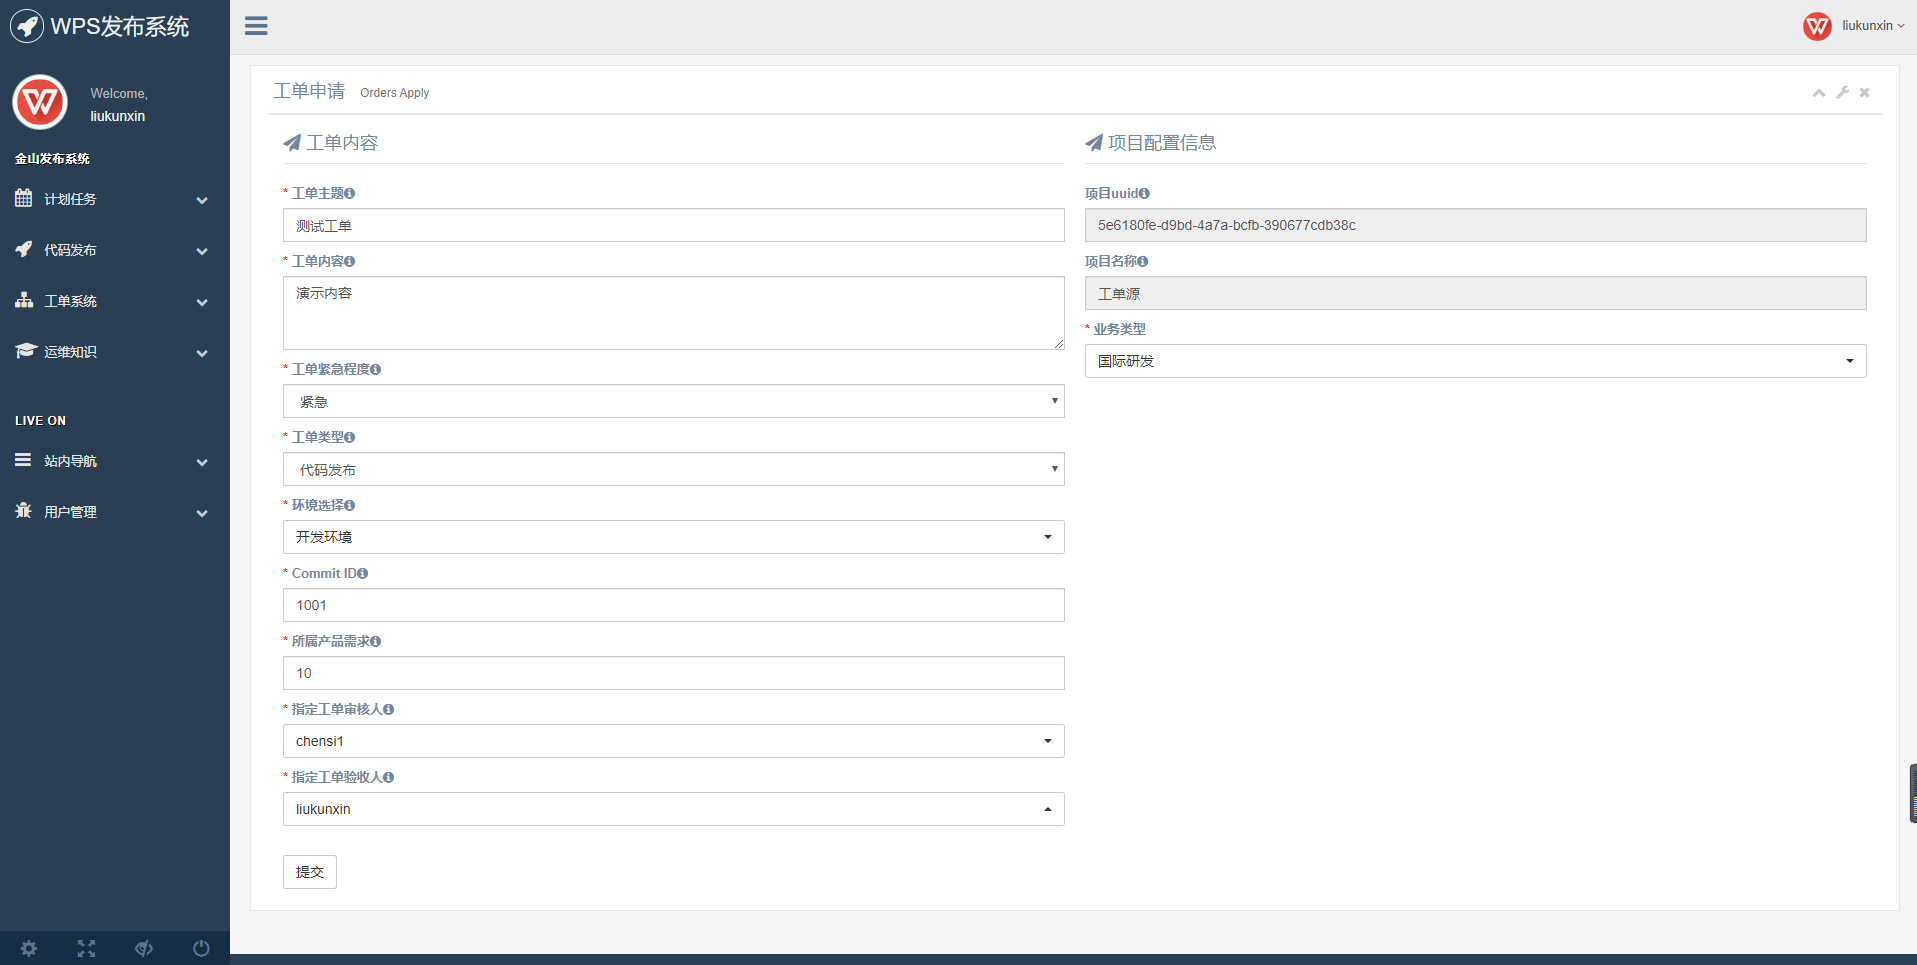 WPS发布系统
liukunxin
Welcome,
liukunxin
金山发布系统
计划任务
代码发布
工单系统
运维知识
LIVE ON
站内导航
用户管理
工单申请 Orders Apply
工单内容
* 工单主题
测试工单
* 工单内容
演示内容
* 工单紧急程度
紧急
* 工单类型
代码发布
* 环境选择
开发环境
* Commit ID
1001
* 所属产品需求
10
* 指定工单审核人
chensi1
* 指定工单验收人
liukunxin
提交
项目配置信息
项目uuid
5e6180fe-d9bd-4a7a-bcfb-390677cdb38c
项目名称
工单源
* 业务类型
国际研发